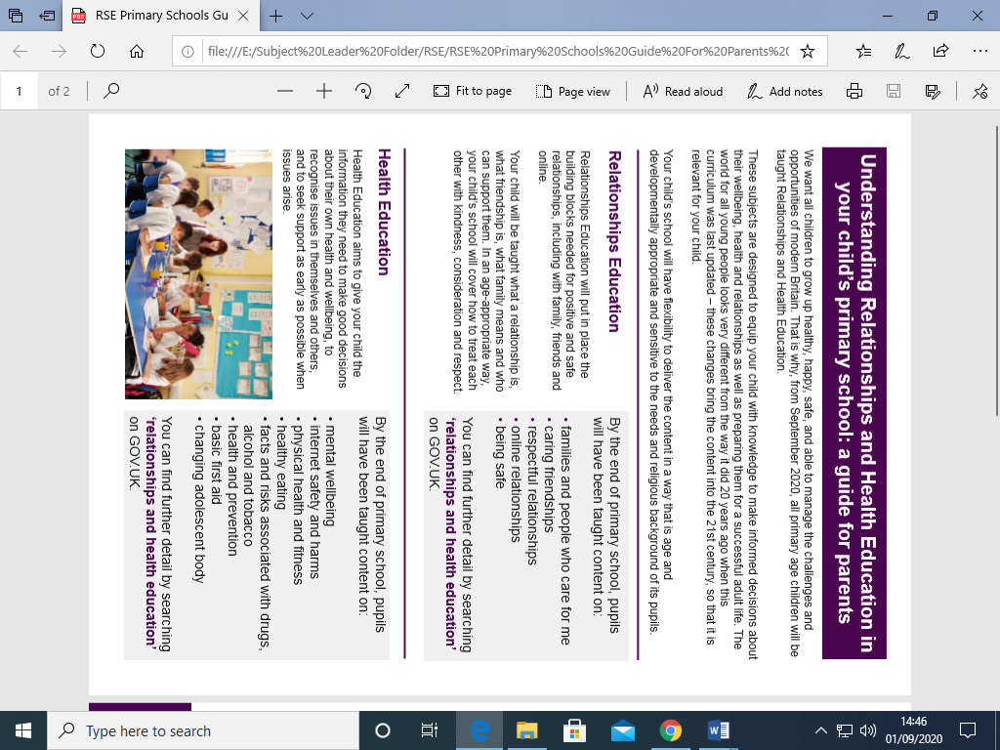 RSE Primary Schools Gu
file:///E:/Subject%20Leader%20Folder/RSE/RSE%20Primary%20Schools%20Guide%20For%20Parents%20(
1 of 2
Fit to page
Page view
Read aloud
Add notes
Understanding Relationships and Health Education in
your child's primary school: a guide for parents
We want all children to grow up healthy, happy, safe, and able to manage the challenges and
opportunities of modern Britain. That is why, from September 2020, all primary age children will be
taught Relationships and Health Education.
These subjects are designed to equip your child with knowledge to make informed decisions about
their wellbeing, health and relationships as well as preparing them for a successful adult life. The
world for all young people looks very different from the way it did 20 years ago when this
curriculum was last updated – these changes bring the content into the 21st century, so that it is
relevant for your child.
Your child's school will have flexibility to deliver the content in a way that is age and
developmentally appropriate and sensitive to the needs and religious background of its pupils.
Relationships Education
Relationships Education will put in place the
building blocks needed for positive and safe
relationships, including with family, friends and
online.
Your child will be taught what a relationship is,
what friendship is, what family means and who
can support them. In an age-appropriate way,
your child's school will cover how to treat each
other with kindness, consideration and respect.
By the end of primary school, pupils
will have been taught content on:
• families and people who care for me
• caring friendships
• respectful relationships
• online relationships
• being safe
You can find further detail by searching
'relationships and health education'
on GOV.UK.
Health Education
Health Education aims to give your child the
information they need to make good decisions
about their own health and wellbeing, to
recognise issues in themselves and others,
and to seek support as early as possible when
issues arise.
By the end of primary school, pupils
will have been taught content on:
• mental wellbeing
• internet safety and harms
• physical health and fitness
• healthy eating
• facts and risks associated with drugs,
alcohol and tobacco
• health and prevention
• basic first aid
• changing adolescent body
You can find further detail by searching
'relationships and health education'
on GOV.UK.
Type here to search
14:46
01/09/2020